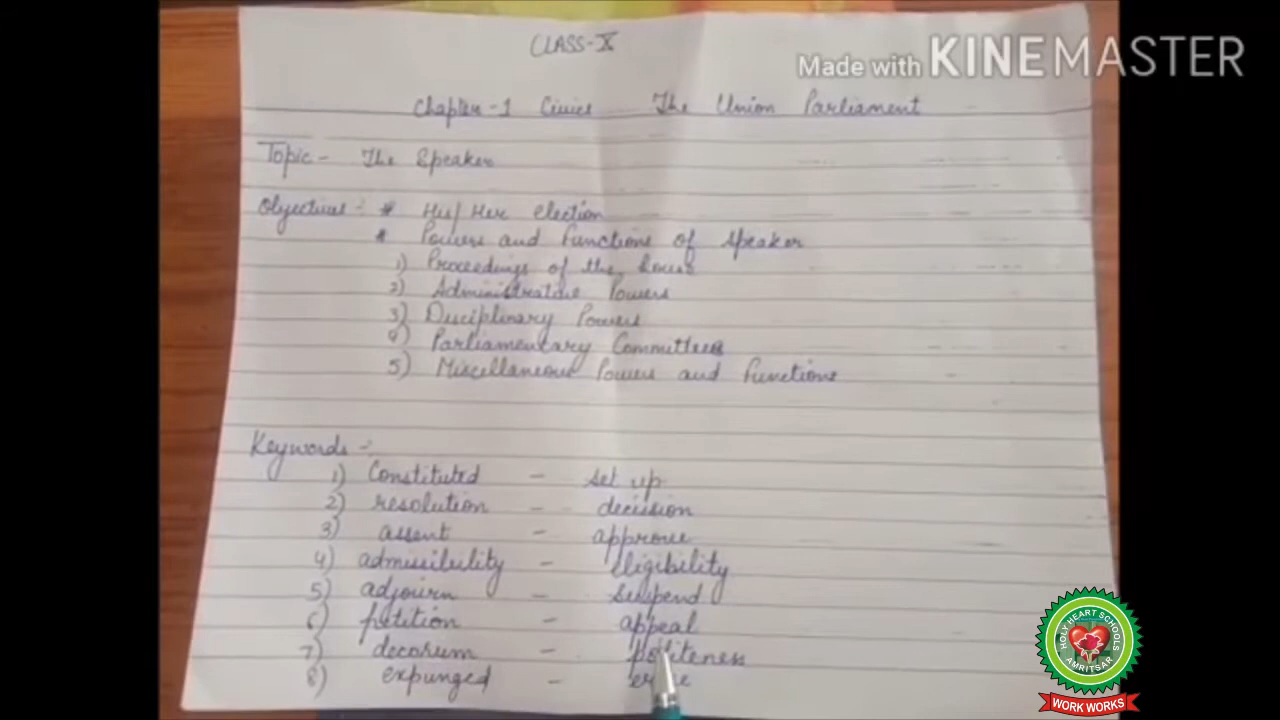 CLASS-X
Made with KINEMASTER
Chapter-1 Civics The Union Parliament
Topic- The Speaker
Objectives:- * His/Her election
* Powers and Functions of Speaker
1) Proceedings of the house
2) Administrative Powers
3) Disciplinary Powers
4) Parliamentary Committees
5) Miscellaneous Powers and Functions
Keywords:-
1) Constituted - set up
2) resolution - decision
3) assent - approve
4) admissibility - eligibility
5) adjourn - suspend
6) petition - appeal
7) decorum - politeness
8) expunged -
HOLY HEART SCHOOLS
AMRITSAR
WORK WORKS